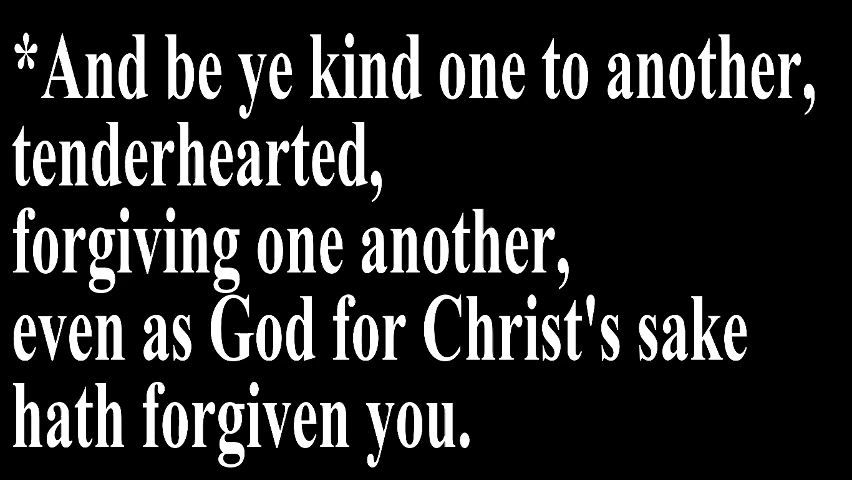 *And be ye kind one to another,
tenderhearted,
forgiving one another,
even as God for Christ's sake
hath forgiven you.